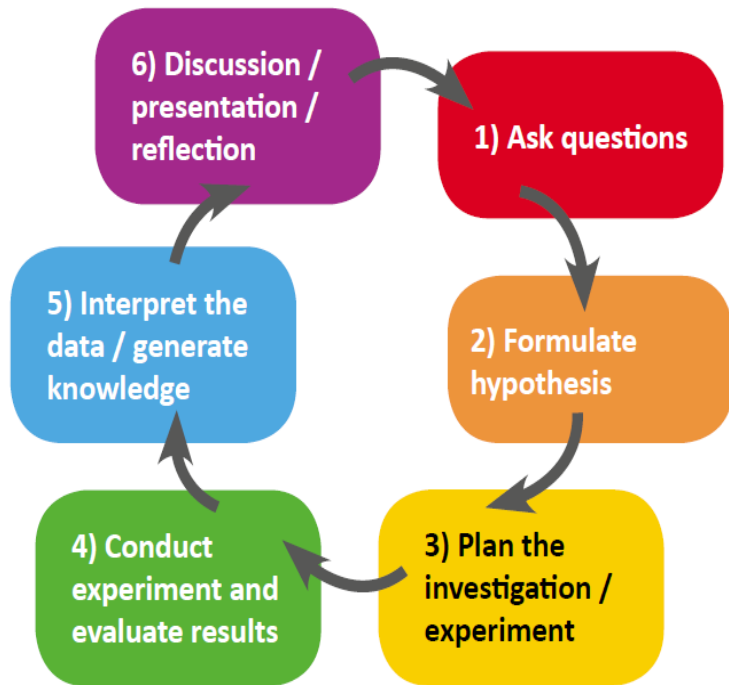 6) Discussion /
presentation /
reflection
1) Ask questions
5) Interpret the
data / generate
knowledge
2) Formulate
hypothesis
4) Conduct
experiment and
evaluate results
3) Plan the
investigation /
experiment